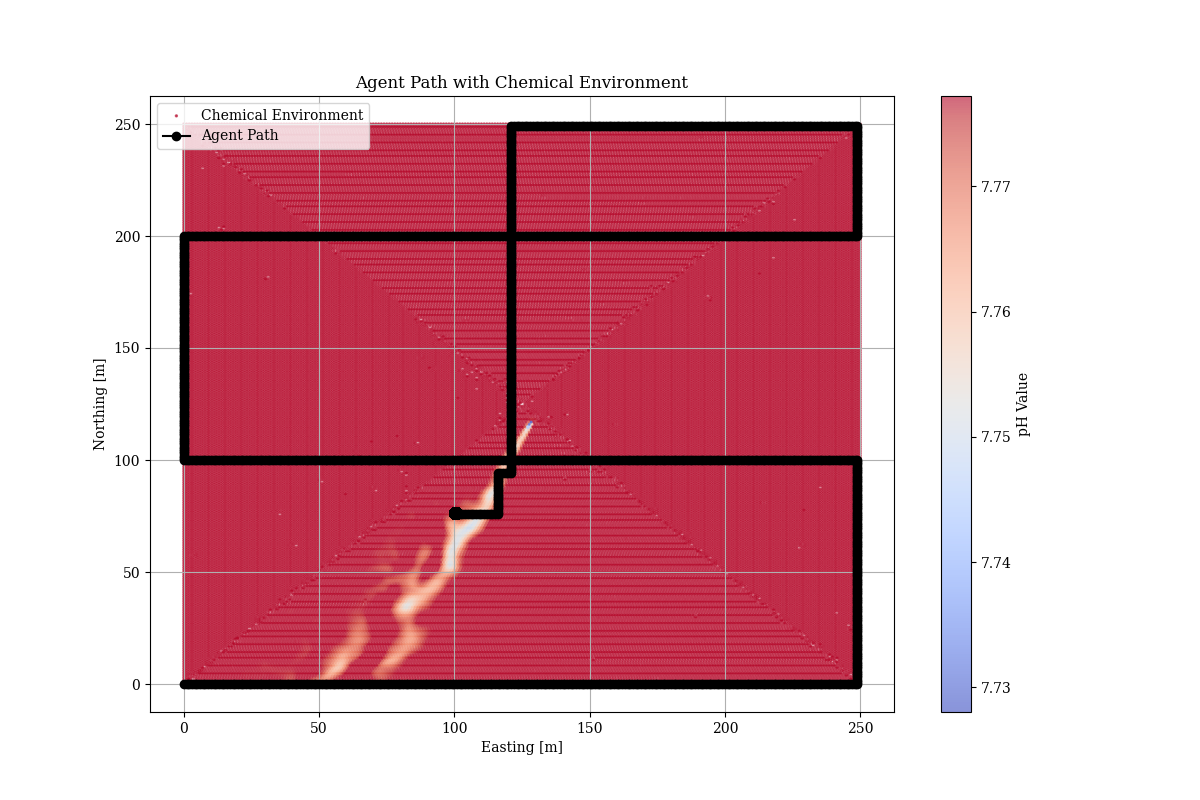 Agent Path with Chemical Environment
Chemical Environment
Agent Path
250
200
150
100
50
0
Northing [m]
0 50 100 150 200 250
Easting [m]
7.77
7.76
7.75
7.74
7.73
pH Value